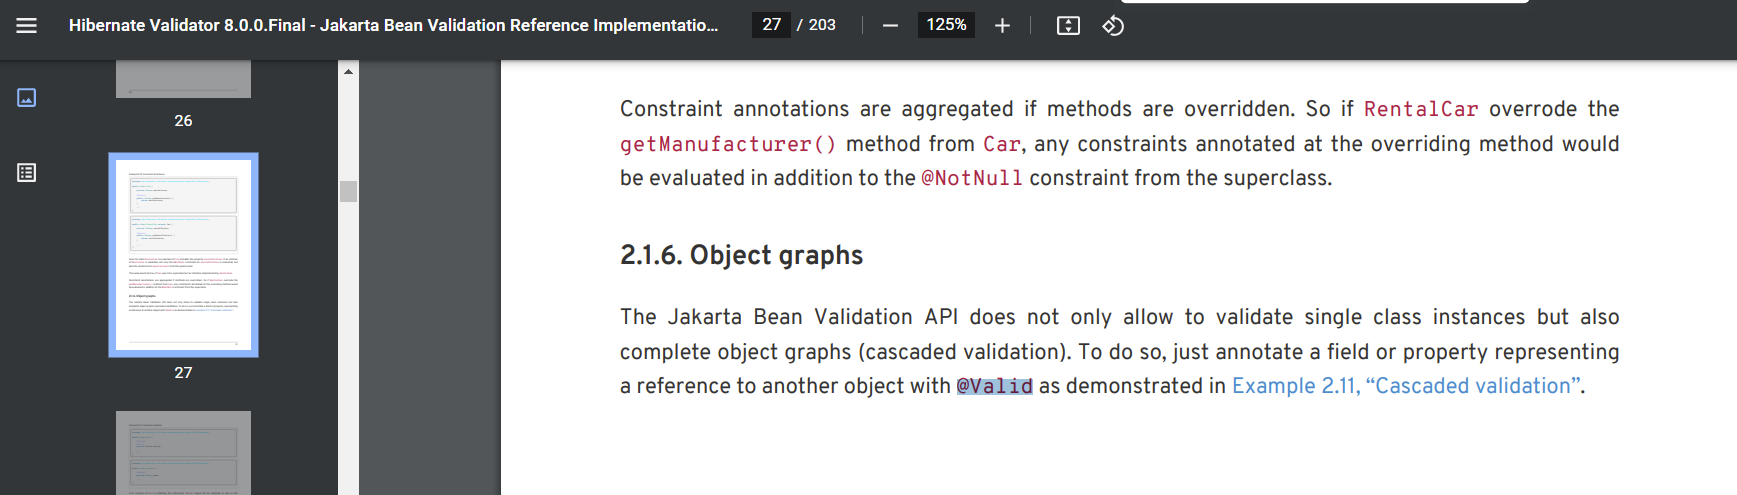 Hibernate Validator 8.0.0.Final - Jakarta Bean Validation Reference Implementatio...
27 / 203
125%
26
27
Constraint annotations are aggregated if methods are overridden. So if RentalCar overrode the
getManufacturer() method from Car, any constraints annotated at the overriding method would
be evaluated in addition to the @NotNull constraint from the superclass.
2.1.6. Object graphs
The Jakarta Bean Validation API does not only allow to validate single class instances but also
complete object graphs (cascaded validation). To do so, just annotate a field or property representing
a reference to another object with @Valid as demonstrated in Example 2.11, “Cascaded validation”.